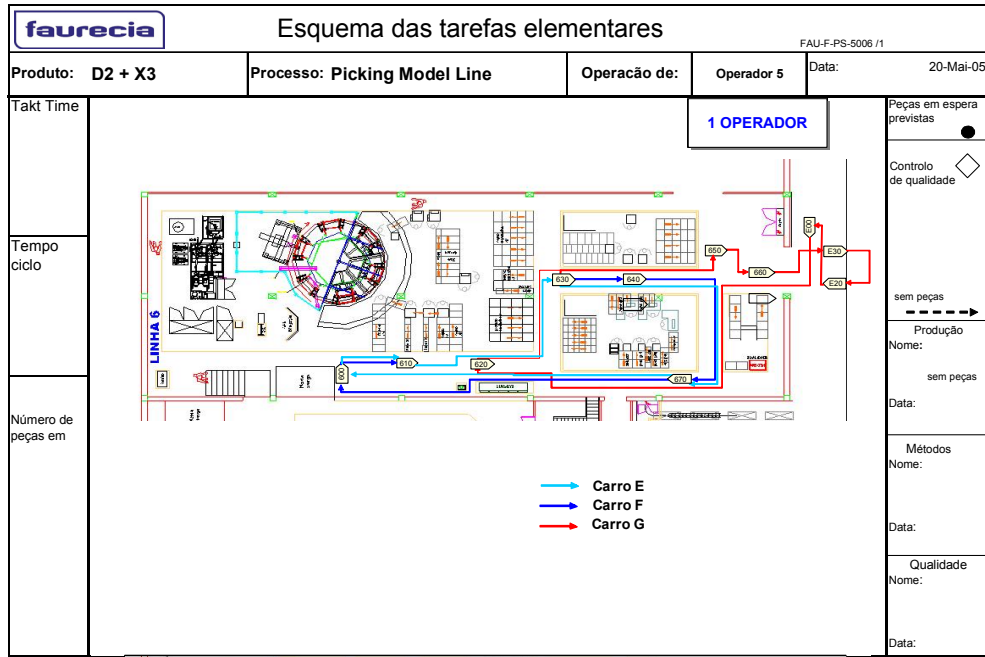 faurecia
Esquema das tarefas elementares
FAU-F-PS-5006 /1
Produto: D2 + X3
Processo: Picking Model Line
Operacão de:
Operador 5
Data:
20-Mai-05
Takt Time
Tempo
ciclo
Número de
peças em
1 OPERADOR
LINHA 6
600
610
620
630
640
650
660
670
E00
E30
E20
Carro E
Carro F
Carro G
Peças em espera
previstas
Controlo
de qualidade
sem peças
Produção
Nome:
sem peças
Data:
Métodos
Nome:
Data:
Qualidade
Nome:
Data: